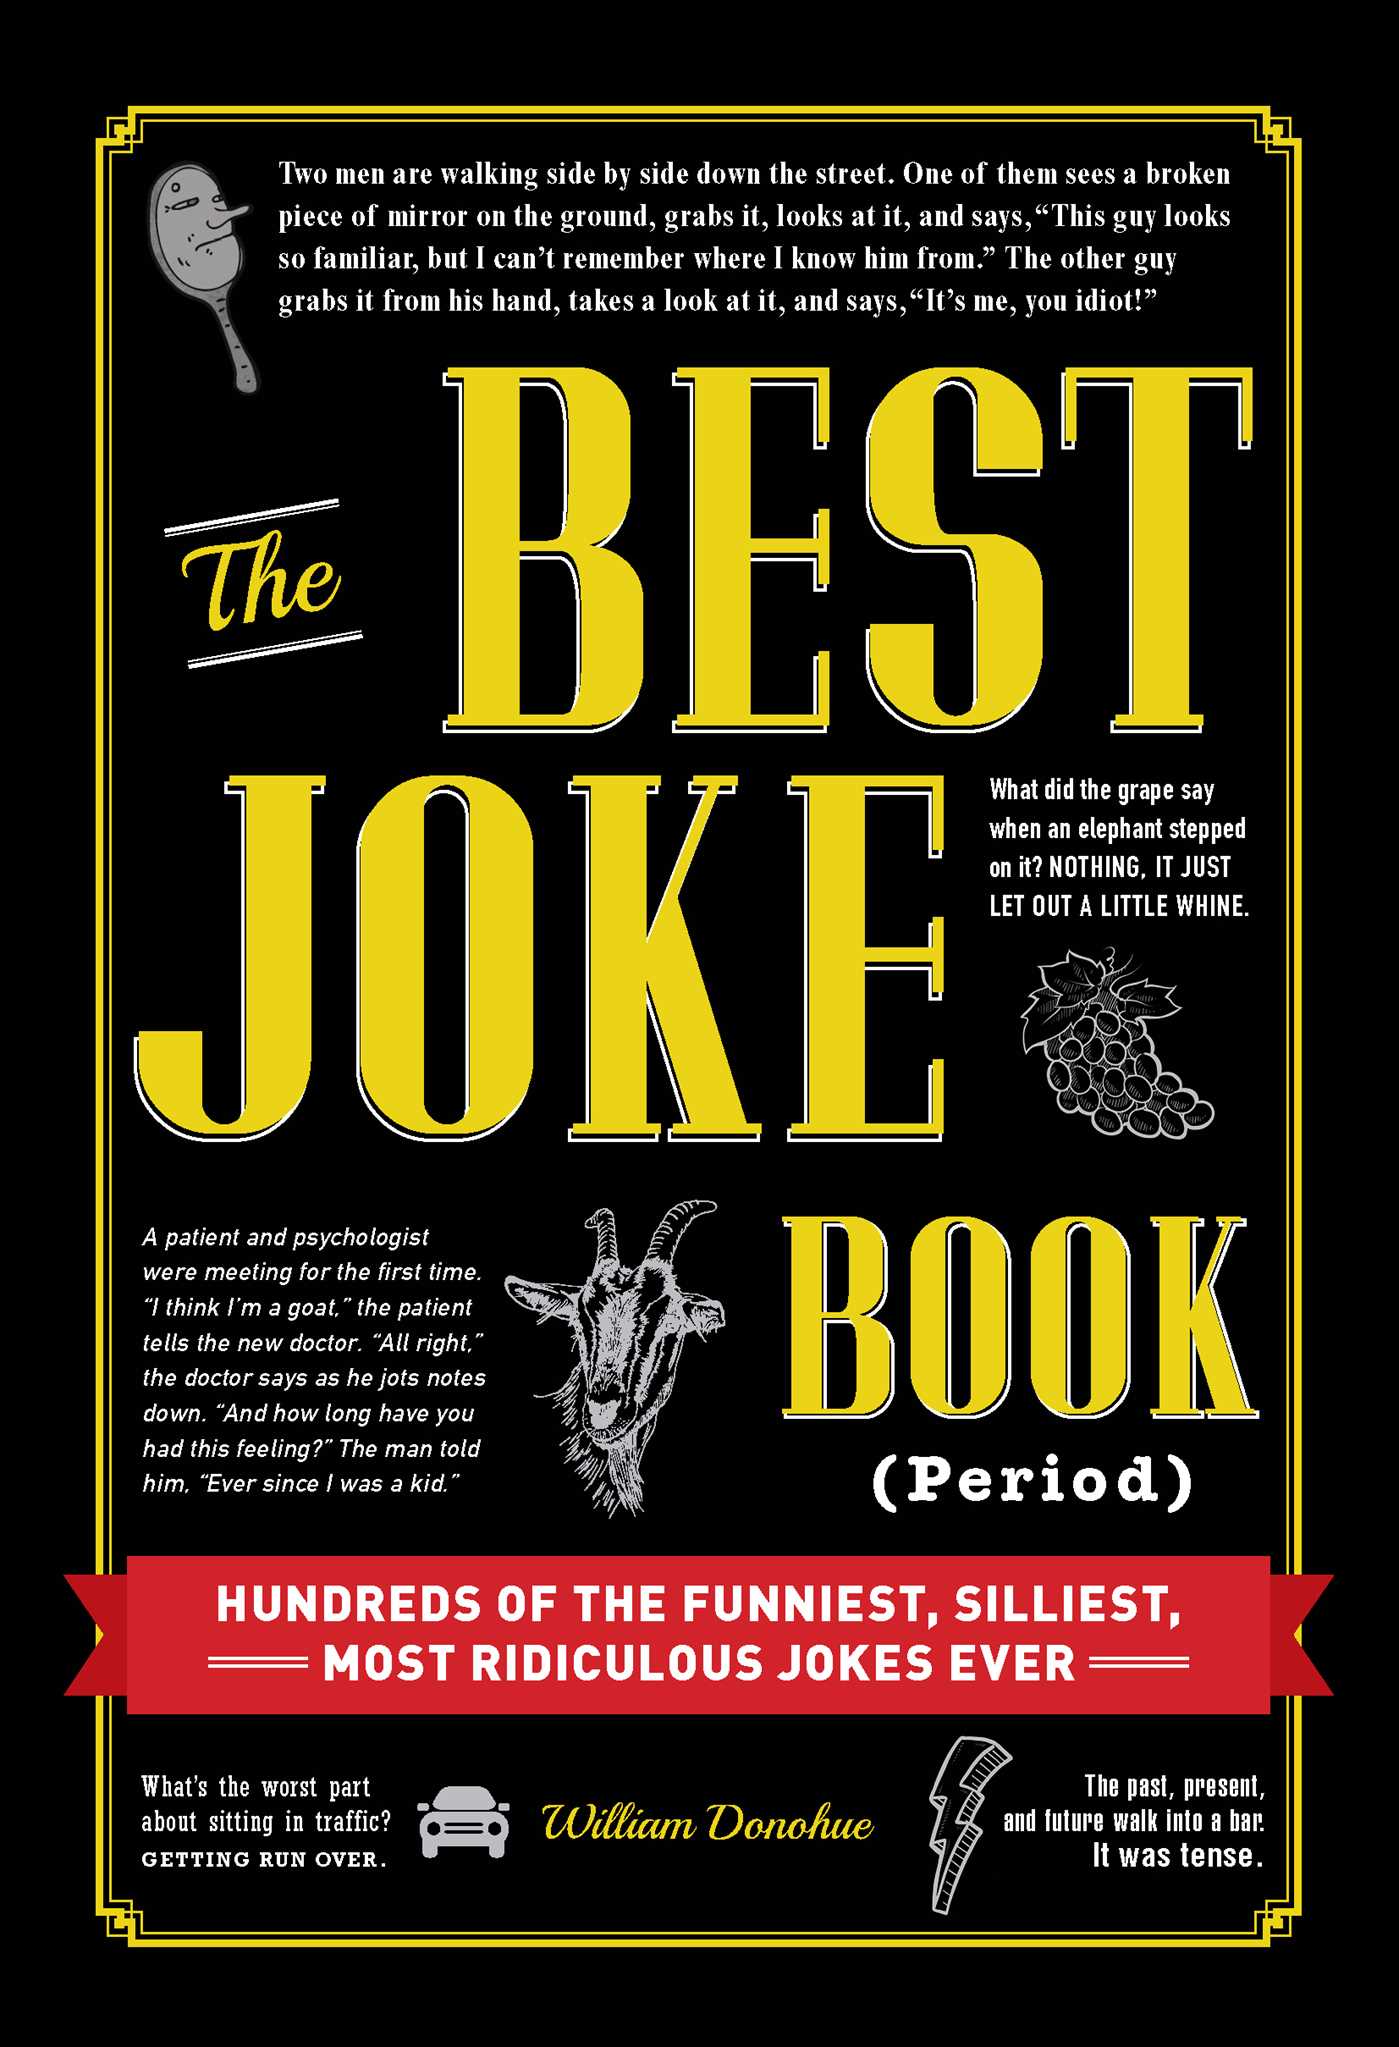 Two men are walking side by side down the street. One of them sees a broken
piece of mirror on the ground, grabs it, looks at it, and says, “This guy looks
so familiar, but I can’t remember where I know him from.” The other guy
grabs it from his hand, takes a look at it, and says, “It’s me, you idiot!”
The
BEST
JOKE
What did the grape say
when an elephant stepped
on it? NOTHING, IT JUST
LET OUT A LITTLE WHINE.
A patient and psychologist
were meeting for the first time.
“I think I’m a goat,” the patient
tells the new doctor. “All right,”
the doctor says as he jots notes
down. “And how long have you
had this feeling?” The man told
him, “Ever since I was a kid.”
BOOK
(Period)
HUNDREDS OF THE FUNNIEST, SILLIEST,
MOST RIDICULOUS JOKES EVER
What’s the worst part
about sitting in traffic?
GETTING RUN OVER.
William Donohue
The past, present,
and future walk into a bar.
It was tense.